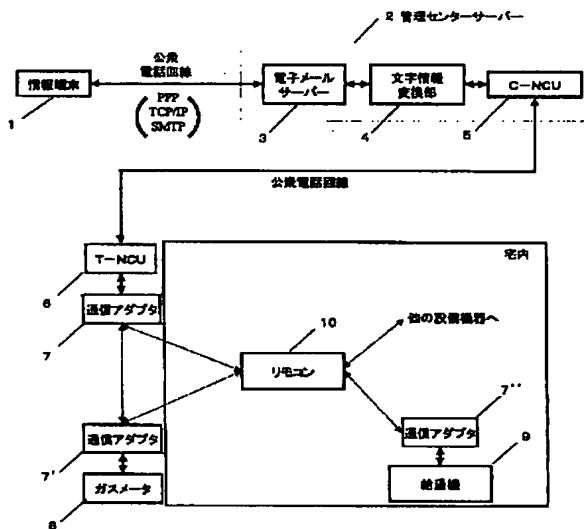 2 管理センターサーバー
公衆
電話回線
情報端末
電子メール
サーバー
文字情報
変換部
C-NCU
PPP
TCP/IP
SMTP
1
3
4
5
公衆電話回線
T-NCU
宅内
6
通信アダプタ
7
10
他の設備機器へ
リモコン
7''
通信アダプタ
通信アダプタ
9
7'
ガスメータ
給湯機
8